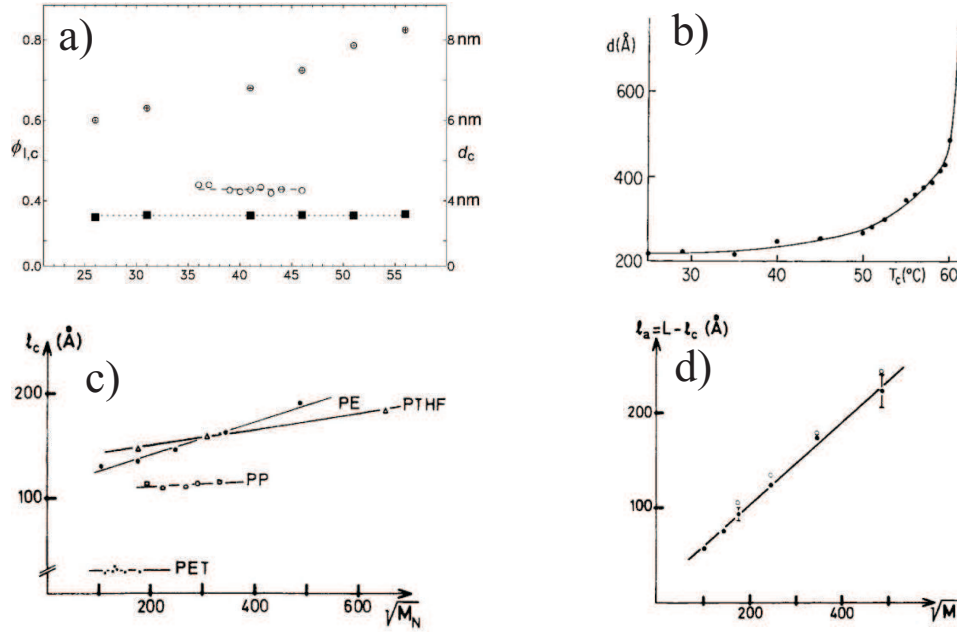 a)
0.8
0.6
ϕl,c
0.4
0.0
8 nm
6 nm
dc
4 nm
0
25 30 35 40 45 50 55
b)
d(Å)
600
400
200
30 40 50 Tc(°C) 60
c)
ℓc (Å)
200
100
PE
PTHF
PP
PET
200 400 600 √MN
d)
ℓa=L-ℓc (Å)
200
100
200 400 √M